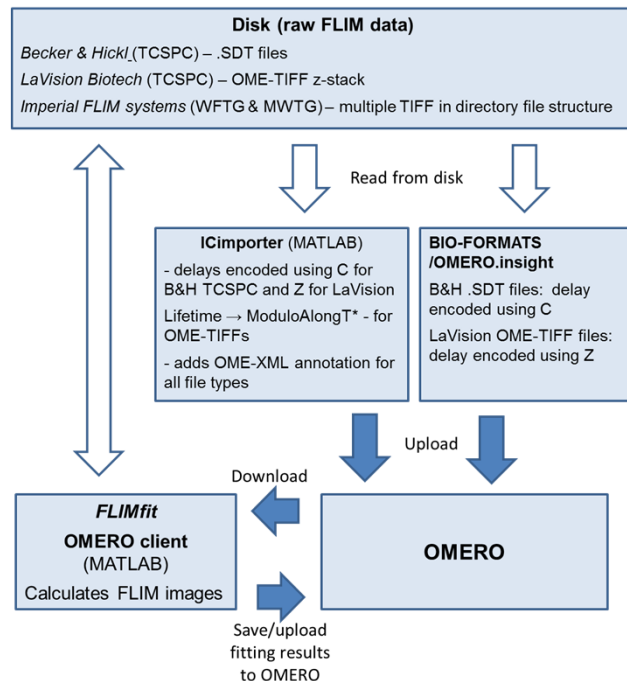 Disk (raw FLIM data)
Becker & Hickl (TCSPC) – .SDT files
LaVision Biotech (TCSPC) – OME-TIFF z-stack
Imperial FLIM systems (WFTG & MWTG) – multiple TIFF in directory file structure
Read from disk
ICimporter (MATLAB)
- delays encoded using C for
B&H TCSPC and Z for LaVision
Lifetime → ModuloAlongT* - for
OME-TIFFs
- adds OME-XML annotation for
all file types
BIO-FORMATS
/OMERO.insight
B&H .SDT files: delay
encoded using C
LaVision OME-TIFF files:
delay encoded using Z
Upload
Download
FLIMfit
OMERO client
(MATLAB)
Calculates FLIM images
OMERO
Save/upload
fitting results
to OMERO